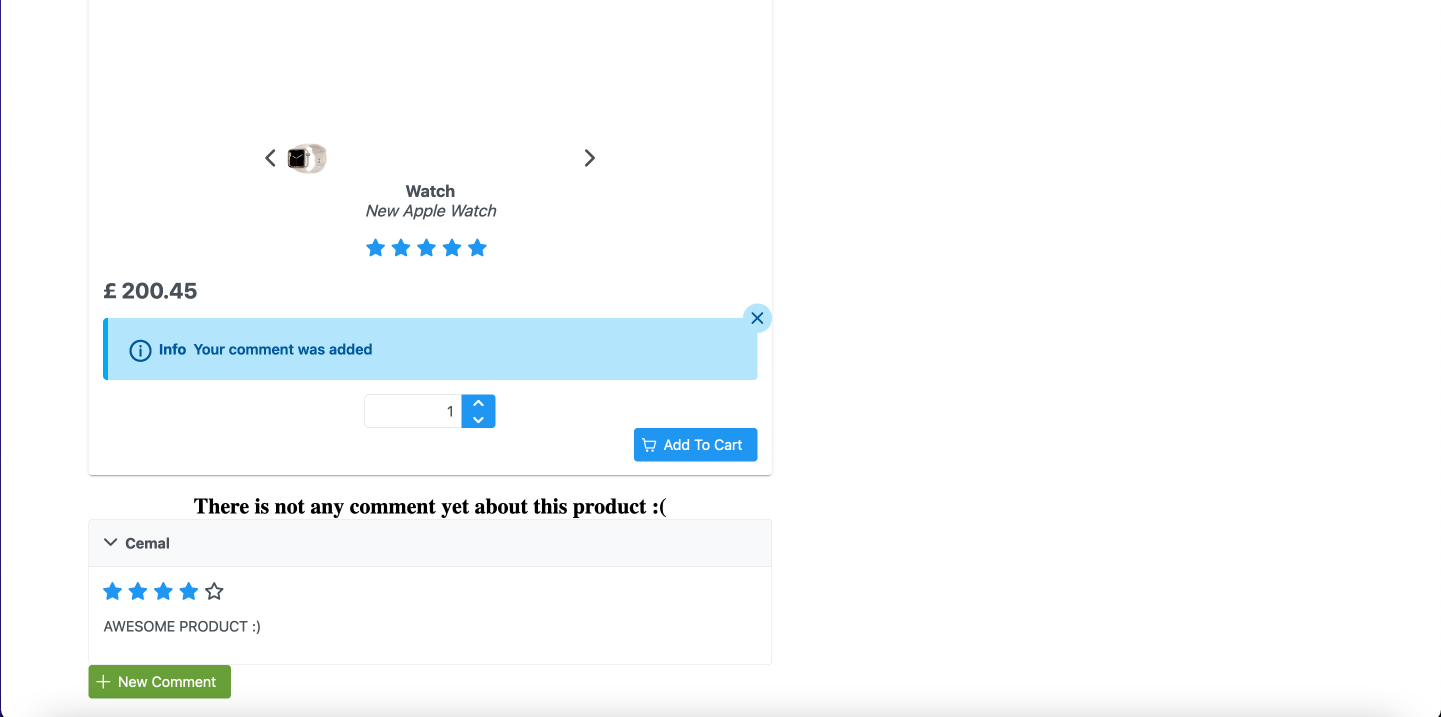 Watch
New Apple Watch
£ 200.45
Info Your comment was added
1
Add To Cart
There is not any comment yet about this product :(
Cemal
AWESOME PRODUCT :)
New Comment